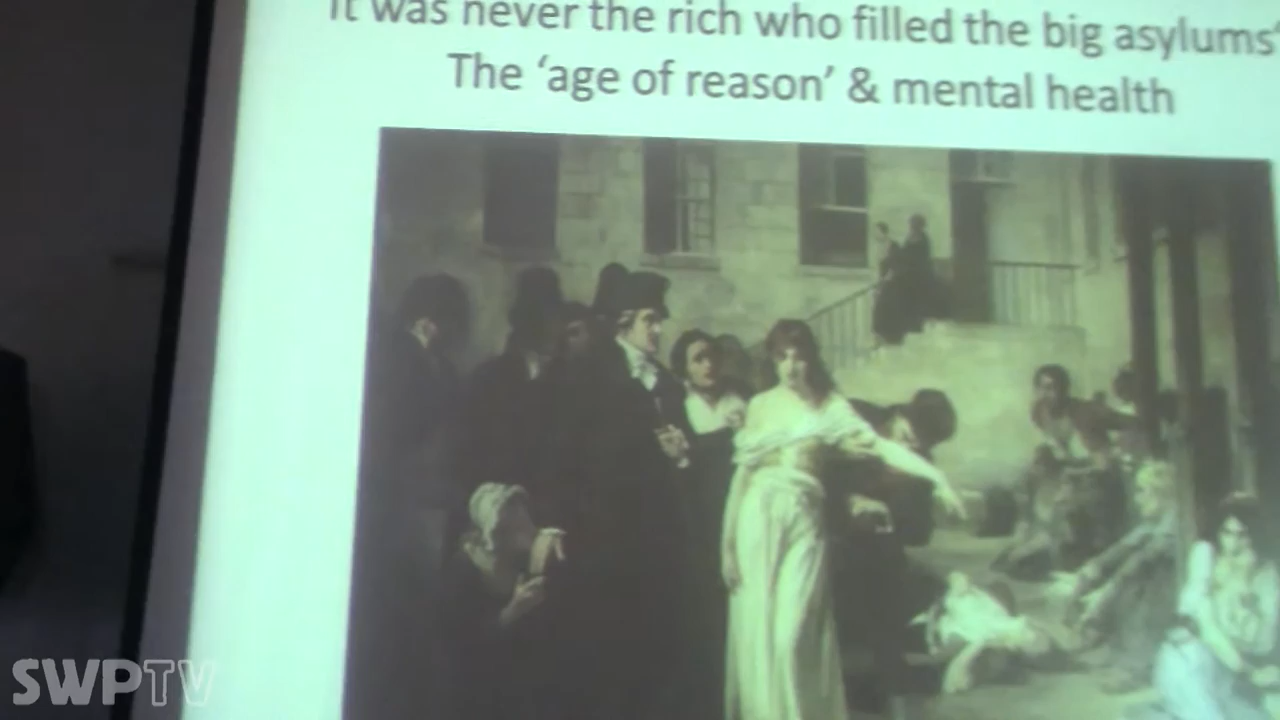 It was never the rich who filled the big asylums'
The ‘age of reason’ & mental health
SWPTV